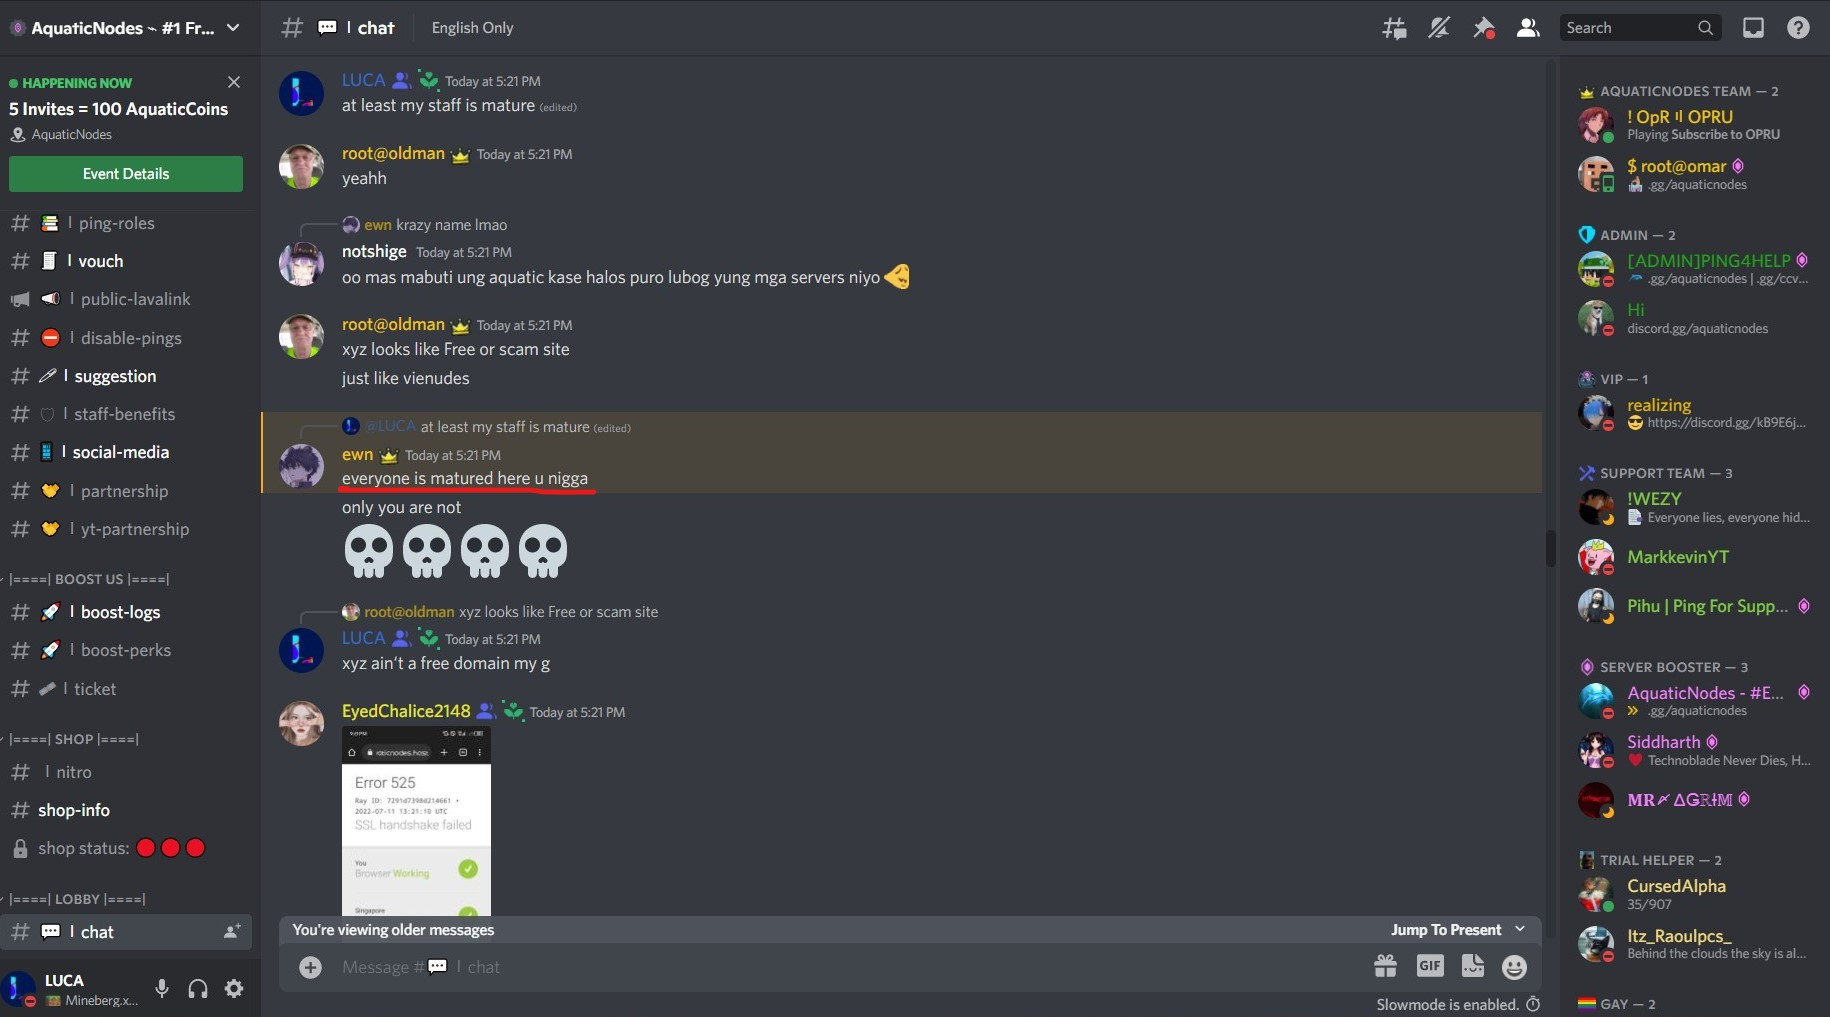 AquaticNodes ~ #1 Fr...
HAPPENING NOW
5 Invites = 100 AquaticCoins
AquaticNodes
Event Details
ping-roles
vouch
public-lavalink
disable-pings
suggestion
staff-benefits
social-media
partnership
yt-partnership
|====| BOOST US |====|
boost-logs
boost-perks
ticket
|====| SHOP |====|
nitro
shop-info
shop status: 🔴🔴🔴
|====| LOBBY |====|
chat
LUCA
Mineberg.x...
# 💬 | chat English Only
Search
LUCA Today at 5:21 PM
at least my staff is mature (edited)
root@oldman Today at 5:21 PM
yeahh
ewn krazy name lmao
notshige Today at 5:21 PM
oo mas mabuti ung aquatic kase halos puro lubog yung mga servers niyo
root@oldman Today at 5:21 PM
xyz looks like Free or scam site
just like vienudes
@LUCA at least my staff is mature (edited)
ewn Today at 5:21 PM
everyone is matured here u nigga
only you are not
💀💀💀💀
root@oldman xyz looks like Free or scam site
LUCA Today at 5:21 PM
xyz ain't a free domain my g
EyedChalice2148 Today at 5:21 PM
Error 525
Ray ID: 7291d7398d214661 •
2022-07-11 13:21:10 UTC
SSL handshake failed
You
Browser Working
Singapore
You're viewing older messages Jump To Present
Message # 💬 | chat
GIF
Slowmode is enabled.
AQUATICNODES TEAM — 2
Playing Subscribe to OPRU
$ root@omar
.gg/aquaticnodes
ADMIN — 2
[ADMIN]PING4HELP
.gg/aquaticnodes | .gg/ccv...
Hi
discord.gg/aquaticnodes
VIP — 1
realizing
😎 https://discord.gg/kB9E6j...
SUPPORT TEAM — 3
!WEZY
Everyone lies, everyone hid...
MarkkevinYT
Pihu | Ping For Supp...
SERVER BOOSTER — 3
AquaticNodes - #E...
.gg/aquaticnodes
Siddharth
Technoblade Never Dies, H...
TRIAL HELPER — 2
CursedAlpha
35/907
Itz_Raoulpcs_
Behind the clouds the sky is al...
GAY — 2